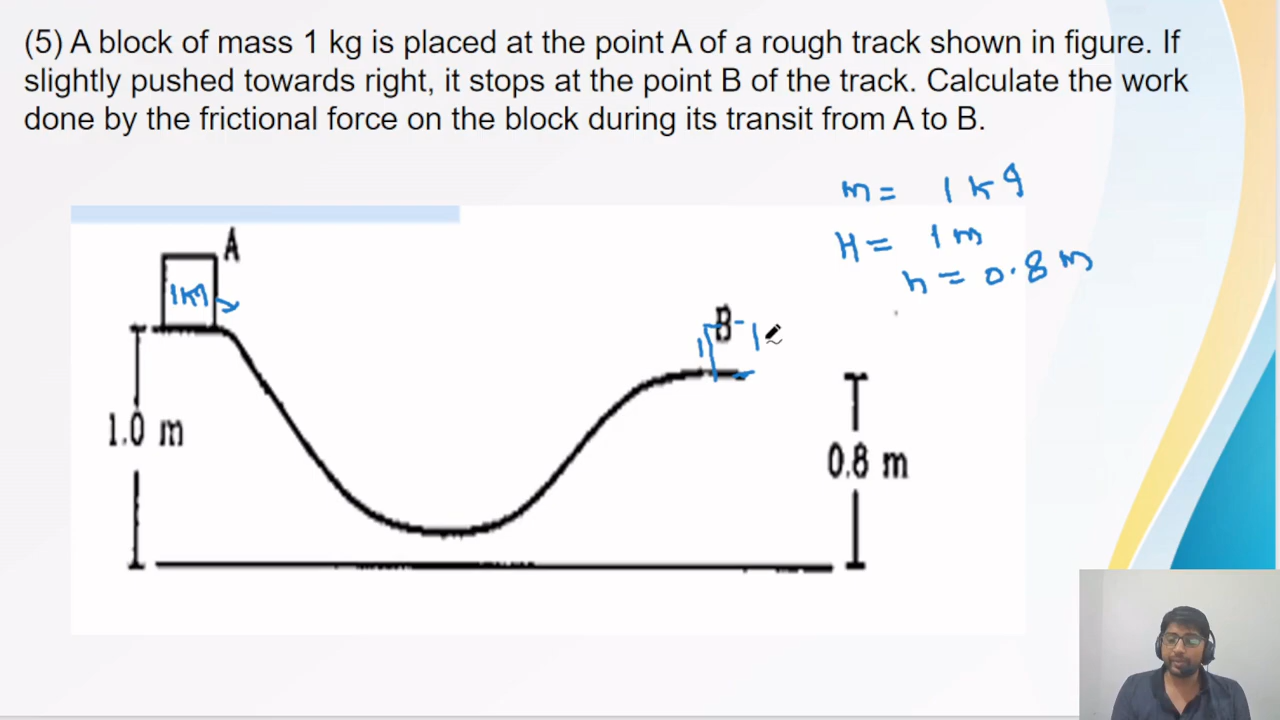 (5) A block of mass 1 kg is placed at the point A of a rough track shown in figure. If
slightly pushed towards right, it stops at the point B of the track. Calculate the work
done by the frictional force on the block during its transit from A to B.
m = 1 kg
H = 1 m
h = 0.8 m
A
1kg
B
1.0 m
0.8 m